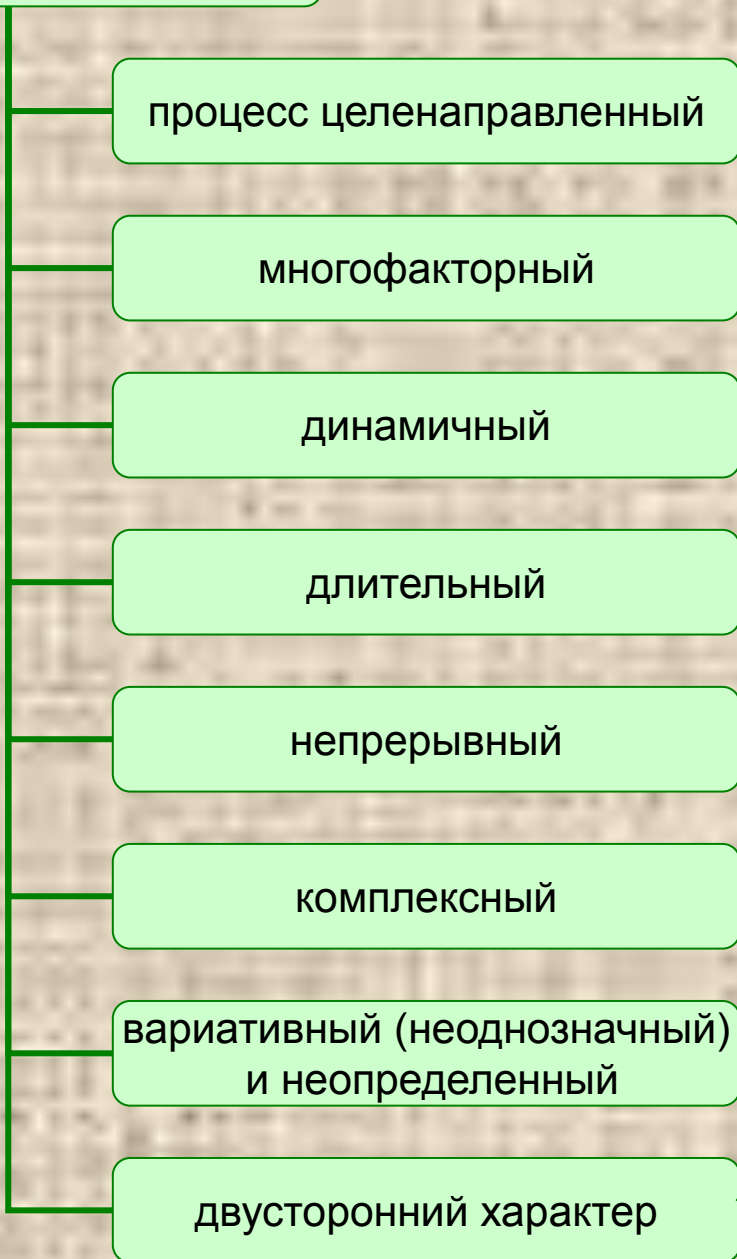 процесс целенаправленный
многофакторный
динамичный
длительный
непрерывный
комплексный
вариативный (неоднозначный)
и неопределенный
двусторонний характер